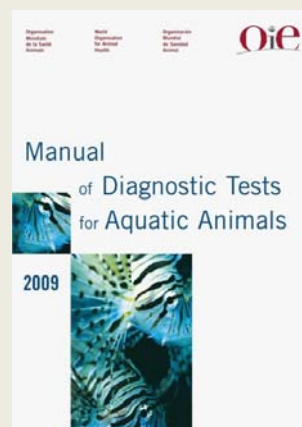 Organisation
Mondiale
de la Santé
Animale
World
Organisation
for Animal
Health
Organización
Mundial
de Sanidad
Animal
OiE
Manual
of Diagnostic Tests
for Aquatic Animals
2009